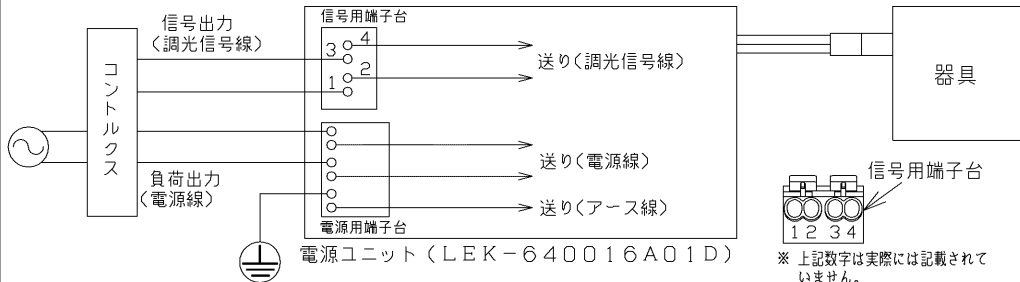 信号出力
(調光信号線)
コントルクス
負荷出力
(電源線)
信号用端子台
4
3
2
1
送り(調光信号線)
送り(電源線)
送り(アース線)
電源用端子台
電源ユニット(LEK-640016A01D)
器具
信号用端子台
1 2 3 4
※ 上記数字は実際には記載されて
いません。